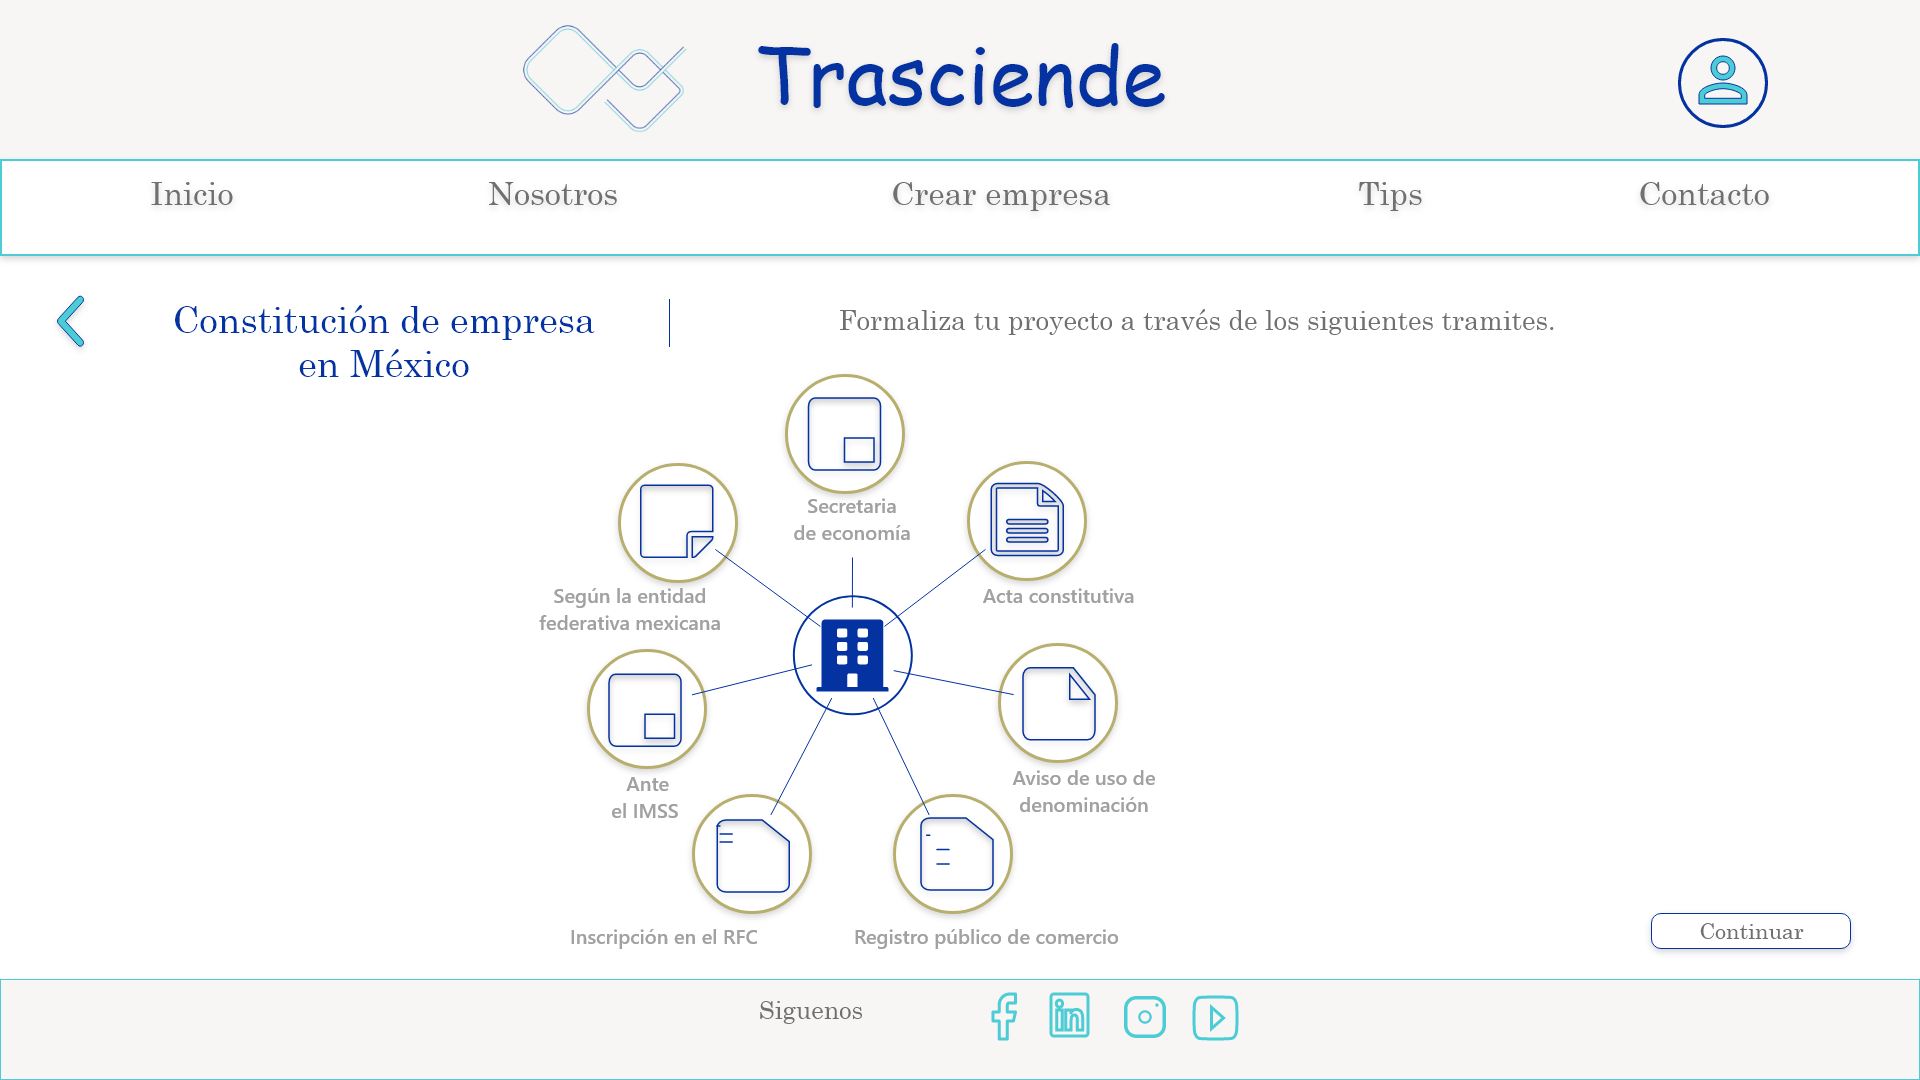 Trasciende
Inicio
Nosotros
Crear empresa
Tips
Contacto
Constitución de empresa
en México
Formaliza tu proyecto a través de los siguientes tramites.
Secretaria
de economía
Según la entidad
federativa mexicana
Acta constitutiva
Ante
el IMSS
Aviso de uso de
denominación
Inscripción en el RFC
Registro público de comercio
Continuar
Siguenos